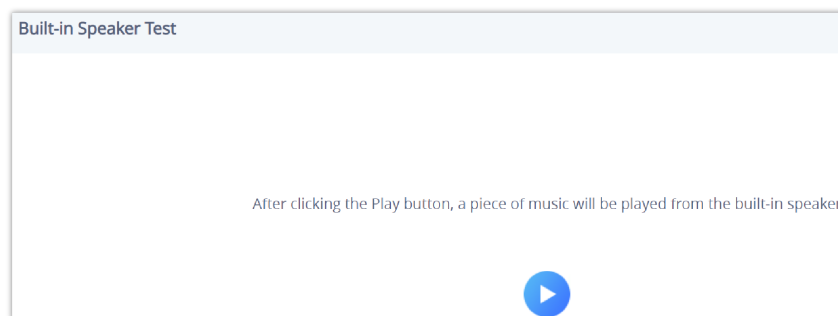 Built-in Speaker Test
After clicking the Play button, a piece of music will be played from the built-in speaker